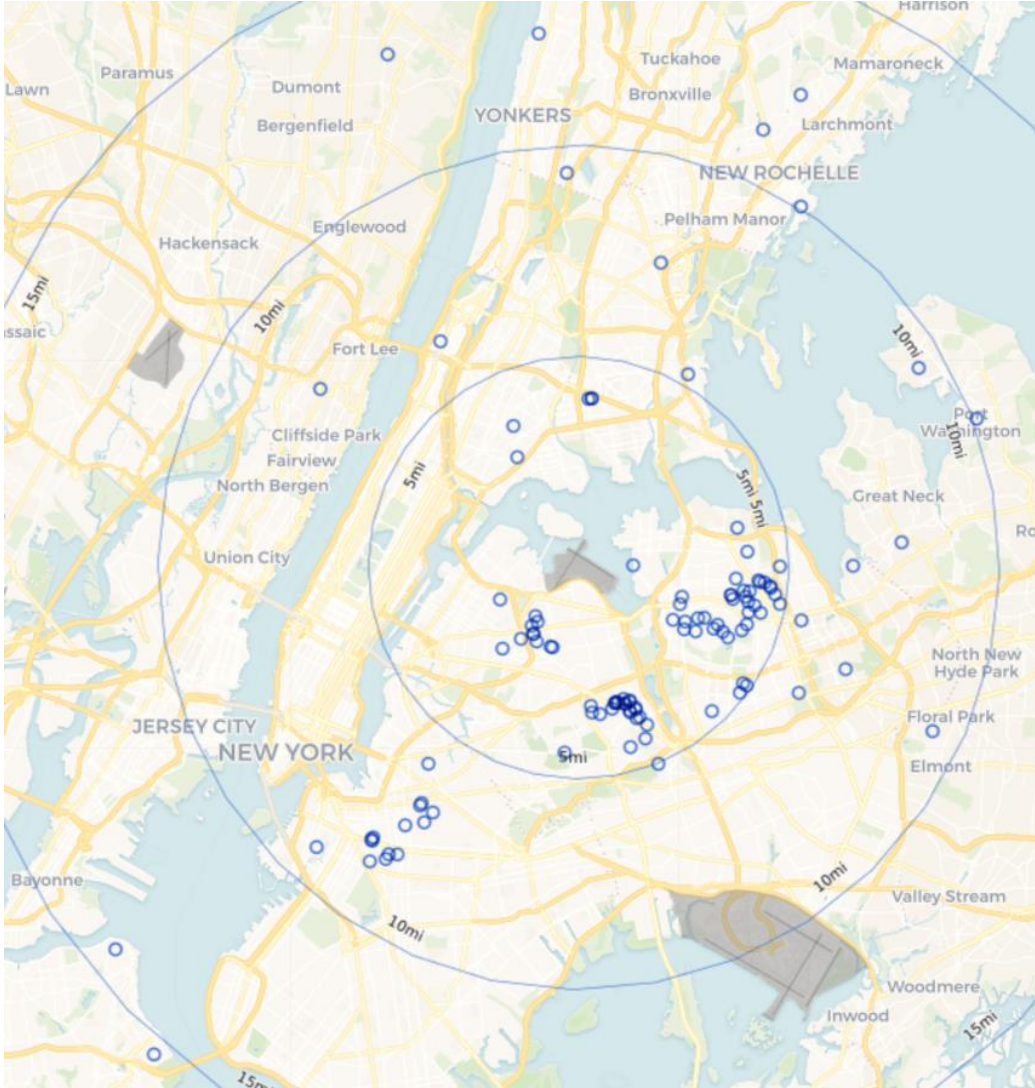 Harrison
Tuckahoe
Mamaroneck
Paramus
Lawn
Dumont
Bronxville
YONKERS
Larchmont
Bergenfield
NEW ROCHELLE
Pelham Manor
Englewood
Hackensack
15mi
10mi
ssaic
10mi
Fort Lee
Port
Washington
10mi
Cliffside Park
Fairview
5mi
North Bergen
5mi
5mi
Great Neck
Ro
Union City
North New
Hyde Park
Floral Park
JERSEY CITY
NEW YORK
5mi
Elmont
Bayonne
10mi
Valley Stream
10mi
Woodmere
Inwood
15mi
15mi